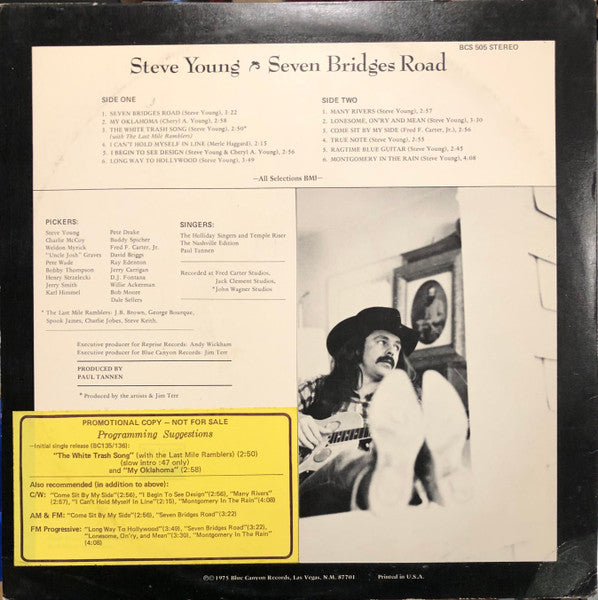 BCS 505 STEREO
Steve Young Seven Bridges Road
SIDE ONE
1. SEVEN BRIDGES ROAD (Steve Young), 3:22
2. MY OKLAHOMA (Cheryl A. Young), 2:58
3. THE WHITE TRASH SONG (Steve Young), 2:50*
(with the Last Mile Ramblers)
4. I CAN'T HOLD MYSELF IN LINE (Merle Haggard), 2:15
5. I BEGIN TO SEE DESIGN (Steve Young & Cheryl A. Young), 2:56
6. LONG WAY TO HOLLYWOOD (Steve Young), 3:49
SIDE TWO
1. MANY RIVERS (Steve Young), 2:57
2. LONESOME, ON'RY AND MEAN (Steve Young), 3:30
3. COME SIT BY MY SIDE (Fred F. Carter, Jr.), 2:56
4. TRUE NOTE (Steve Young), 2:55
5. RAGTIME BLUE GUITAR (Steve Young), 2:45
6. MONTGOMERY IN THE RAIN (Steve Young), 4:08
—All Selections BMI—
PICKERS:
Steve Young
Charlie McCoy
Weldon Myrick
"Uncle Josh" Graves
Pete Wade
Bobby Thompson
Henry Strzelecki
Jerry Smith
Karl Himmel
Pete Drake
Buddy Spicher
Fred F. Carter, Jr.
David Briggs
Ray Edenton
Jerry Carrigan
D.J. Fontana
Willie Ackerman
Bob Moore
Dale Sellers
SINGERS:
The Holliday Singers and Temple Riser
The Nashville Edition
Paul Tannen
Recorded at Fred Carter Studios,
Jack Clement Studios,
*John Wagner Studios
* The Last Mile Ramblers: J.B. Brown, George Bourque,
Spook Jaines, Charlie Jobes, Steve Keith.
Executive producer for Reprise Records: Andy Wickham
Executive producer for Blue Canyon Records: Jim Terr
PRODUCED BY
PAUL TANNEN
* Produced by the artists & Jim Terr
PROMOTIONAL COPY — NOT FOR SALE
Programming Suggestions
—Initial single release (BC135/136):
"The White Trash Song" (with the Last Mile Ramblers) (2:50)
(slow intro :47 only)
and "My Oklahoma" (2:58)
Also recommended (in addition to above):
C/W: "Come Sit By My Side"(2:56), "I Begin To See Design"(2:56), "Many Rivers"
(2:57), "I Can't Hold Myself In Line"(2:15), "Montgomery In The Rain"(4:08)
AM & FM: "Come Sit By My Side" (2:56), "Seven Bridges Road"(3:22)
FM Progressive: "Long Way To Hollywood"(3:49), "Seven Bridges Road"(3:22),
"Lonesome, On'ry, and Mean"(3:30), "Montgomery In The Rain"
(4:08)
℗© 1975 Blue Canyon Records, Las Vegas, N.M. 87701
Printed in U.S.A.